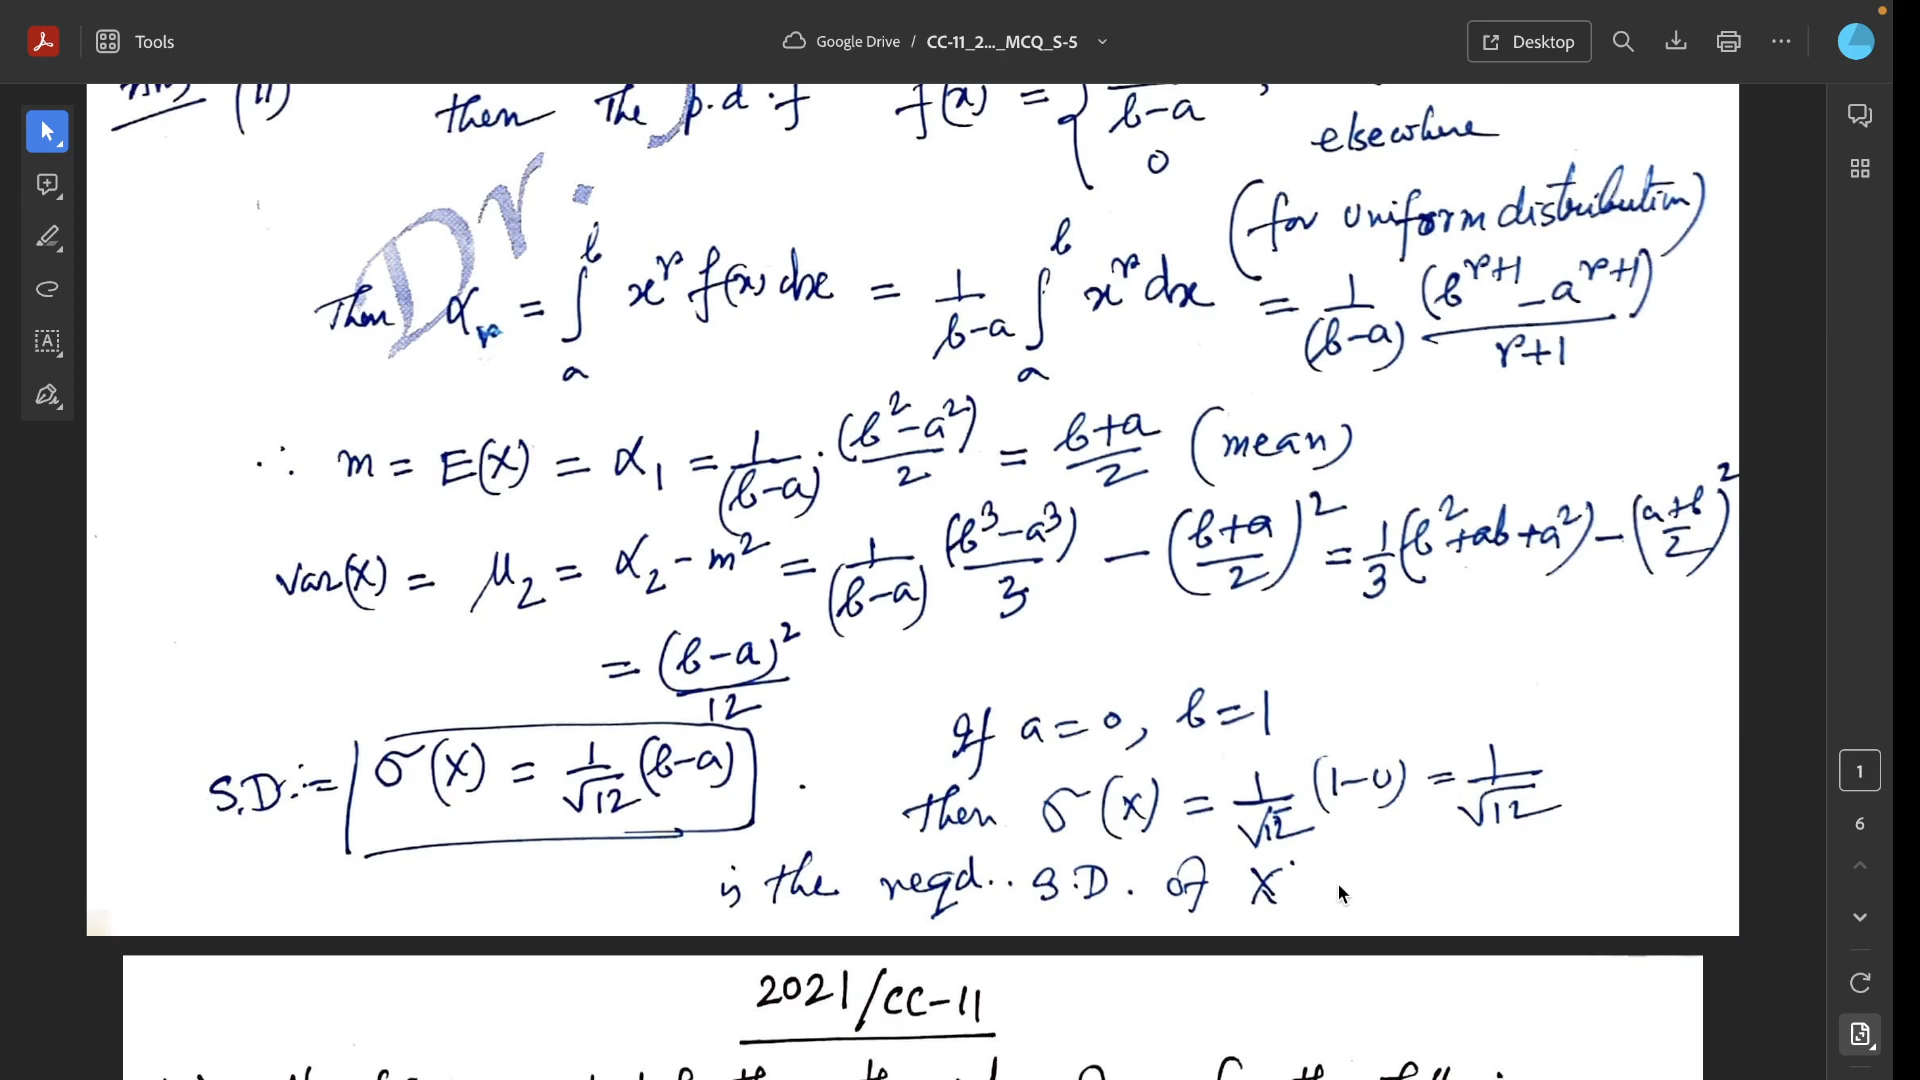 Tools
Google Drive / CC-11_2..._MCQ_S-5
Desktop
(11) then the p.d.f f(x) = { b-a ,
0 elsewhere
Dr.
(for uniform distribution)
Then α_r = ∫_a^b x^r f(x) dx = 1/(b-a) ∫_a^b x^r dx = 1/(b-a) (b^{r+1} - a^{r+1})/(r+1)
∴ m = E(X) = α_1 = 1/(b-a) · (b^2-a^2)/2 = (b+a)/2 (mean)
Var(X) = μ_2 = α_2 - m^2 = 1/(b-a) (b^3-a^3)/3 - ((b+a)/2)^2 = 1/3 (b^2+ab+a^2) - ((a+b)/2)^2
= (b-a)^2/12
If a=0, b=1
S.D:= σ(X) = 1/√12 (b-a) .
then σ(X) = 1/√12 (1-0) = 1/√12
is the reqd.. S.D. of X
2021/CC-11
1
6